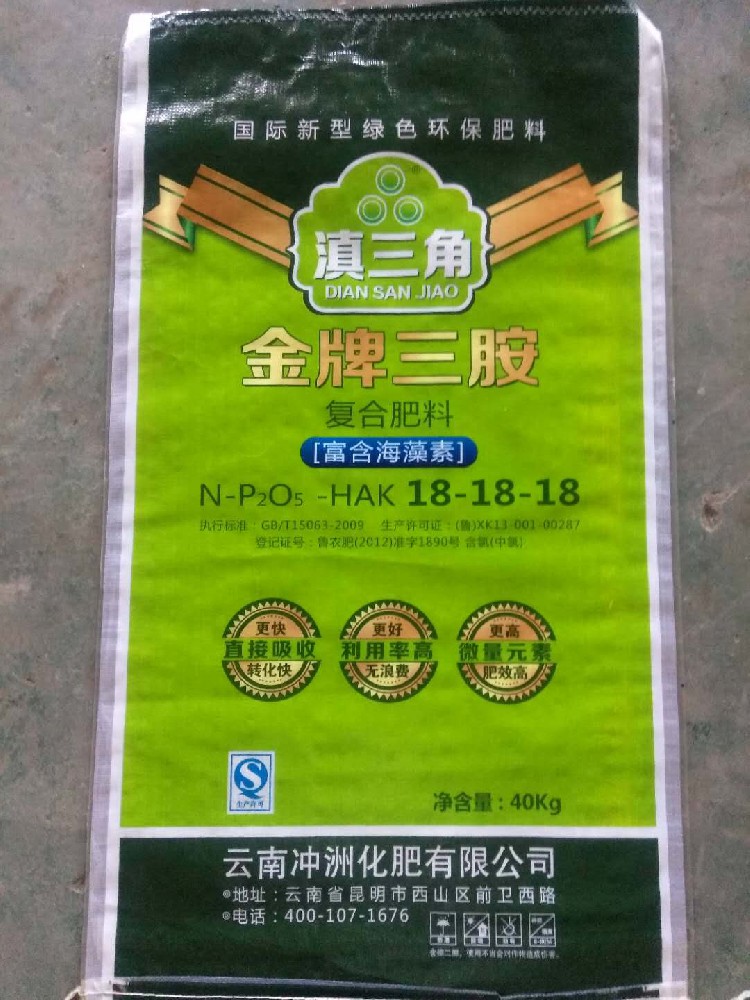 国际新型绿色环保肥料
®
滇三角
DIAN SAN JIAO
金牌三胺
复合肥料
[富含海藻素]
N-P₂O₅ -HAK 18-18-18
执行标准：GB/T15063-2009 生产许可证：(鲁)XK13-001-00287
登记证号：鲁农肥(2012)准字1890号 含氯(中氯)
更快 更好 更高
直接吸收 利用率高 微量元素
转化快 无浪费 肥效高
S
生产许可
净含量：40Kg
云南冲洲化肥有限公司
地址：云南省昆明市西山区前卫西路
电话：400-107-1676